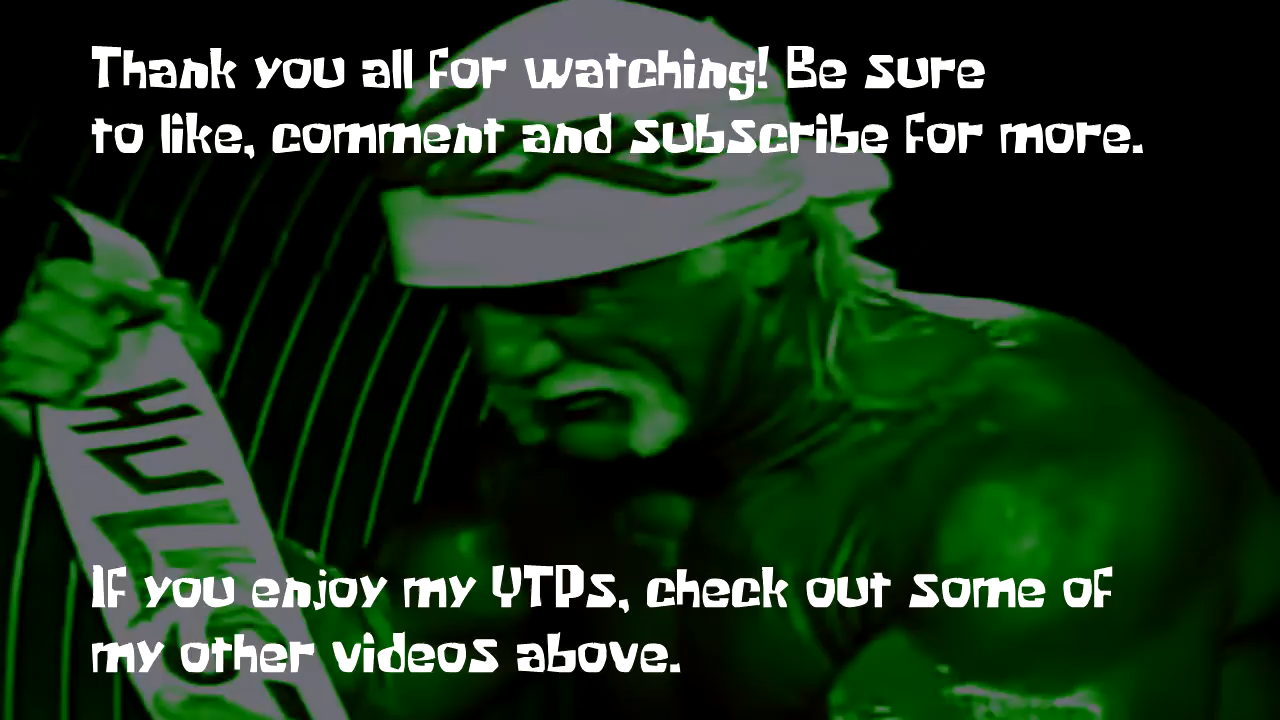 Thank you all for watching! Be sure
to like, comment and subscribe for more.
HULKS
If you enjoy my YTPs, check out some of
my other videos above.